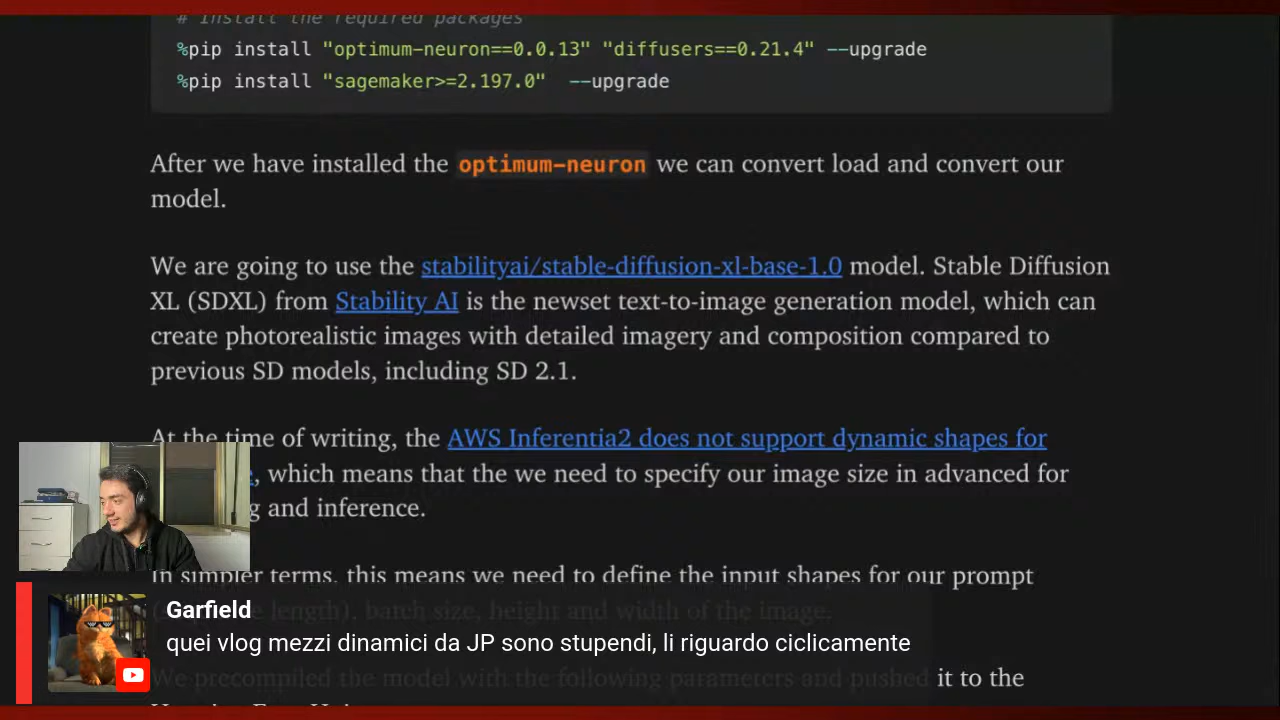 # Install the required packages
%pip install "optimum-neuron==0.0.13" "diffusers==0.21.4" --upgrade
%pip install "sagemaker>=2.197.0"  --upgrade
After we have installed the optimum-neuron we can convert load and convert our
model.
We are going to use the stabilityai/stable-diffusion-xl-base-1.0 model. Stable Diffusion
XL (SDXL) from Stability AI is the newset text-to-image generation model, which can
create photorealistic images with detailed imagery and composition compared to
previous SD models, including SD 2.1.
At the time of writing, the AWS Inferentia2 does not support dynamic shapes for
, which means that the we need to specify our image size in advanced for
and inference.
In simpler terms, this means we need to define the input shapes for our prompt
length), batch size, height and width of the image.
Garfield
quei vlog mezzi dinamici da JP sono stupendi, li riguardo ciclicamente
We precompiled the model with the following parameters and pushed it to the